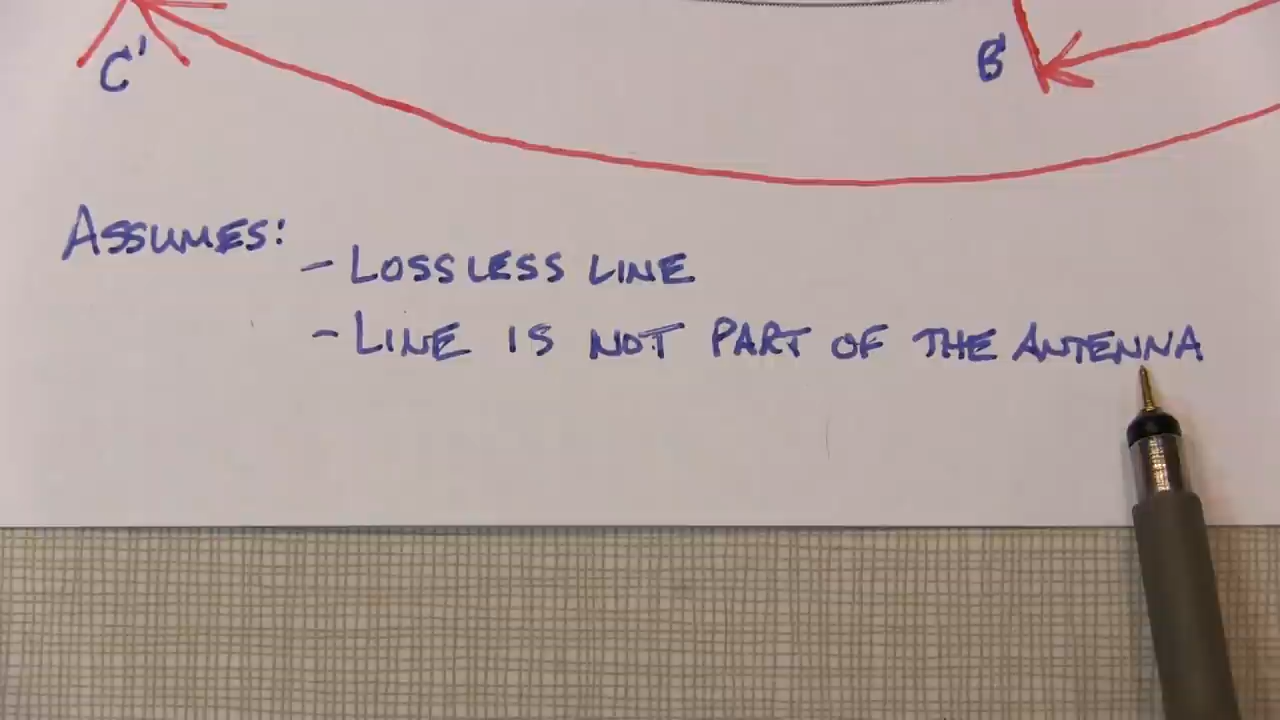 C'
B'
ASSUMES:
- LOSSLESS LINE
- LINE IS NOT PART OF THE ANTENNA